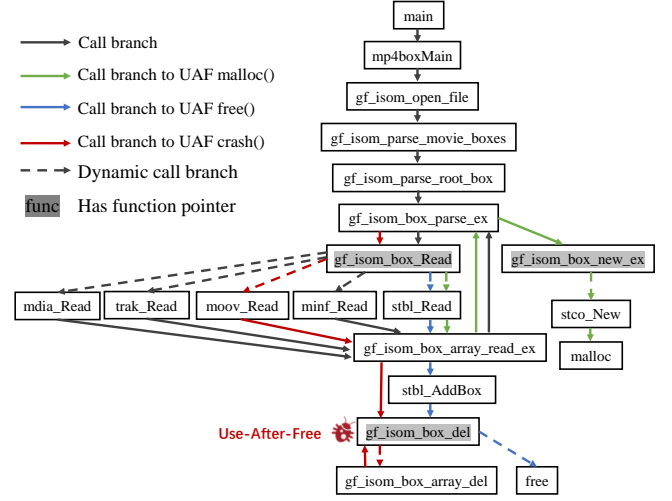 main
Call branch
mp4boxMain
Call branch to UAF malloc()
gf_isom_open_file
Call branch to UAF free()
gf_isom_parse_movie_boxes
Call branch to UAF crash()
Dynamic call branch
gf_isom_parse_root_box
func Has function pointer
gf_isom_box_parse_ex
gf_isom_box_Read
gf_isom_box_new_ex
mdia_Read
trak_Read
moov_Read
minf_Read
stbl_Read
stco_New
gf_isom_box_array_read_ex
malloc
stbl_AddBox
Use-After-Free
gf_isom_box_del
gf_isom_box_array_del
free